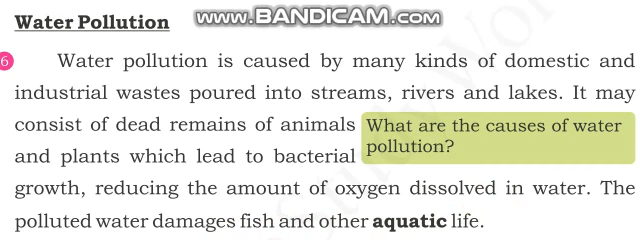 Water Pollution
www.BANDICAM.com
6
Water pollution is caused by many kinds of domestic and
industrial wastes poured into streams, rivers and lakes. It may
consist of dead remains of animals
and plants which lead to bacterial
What are the causes of water
pollution?
growth, reducing the amount of oxygen dissolved in water. The
polluted water damages fish and other aquatic life.